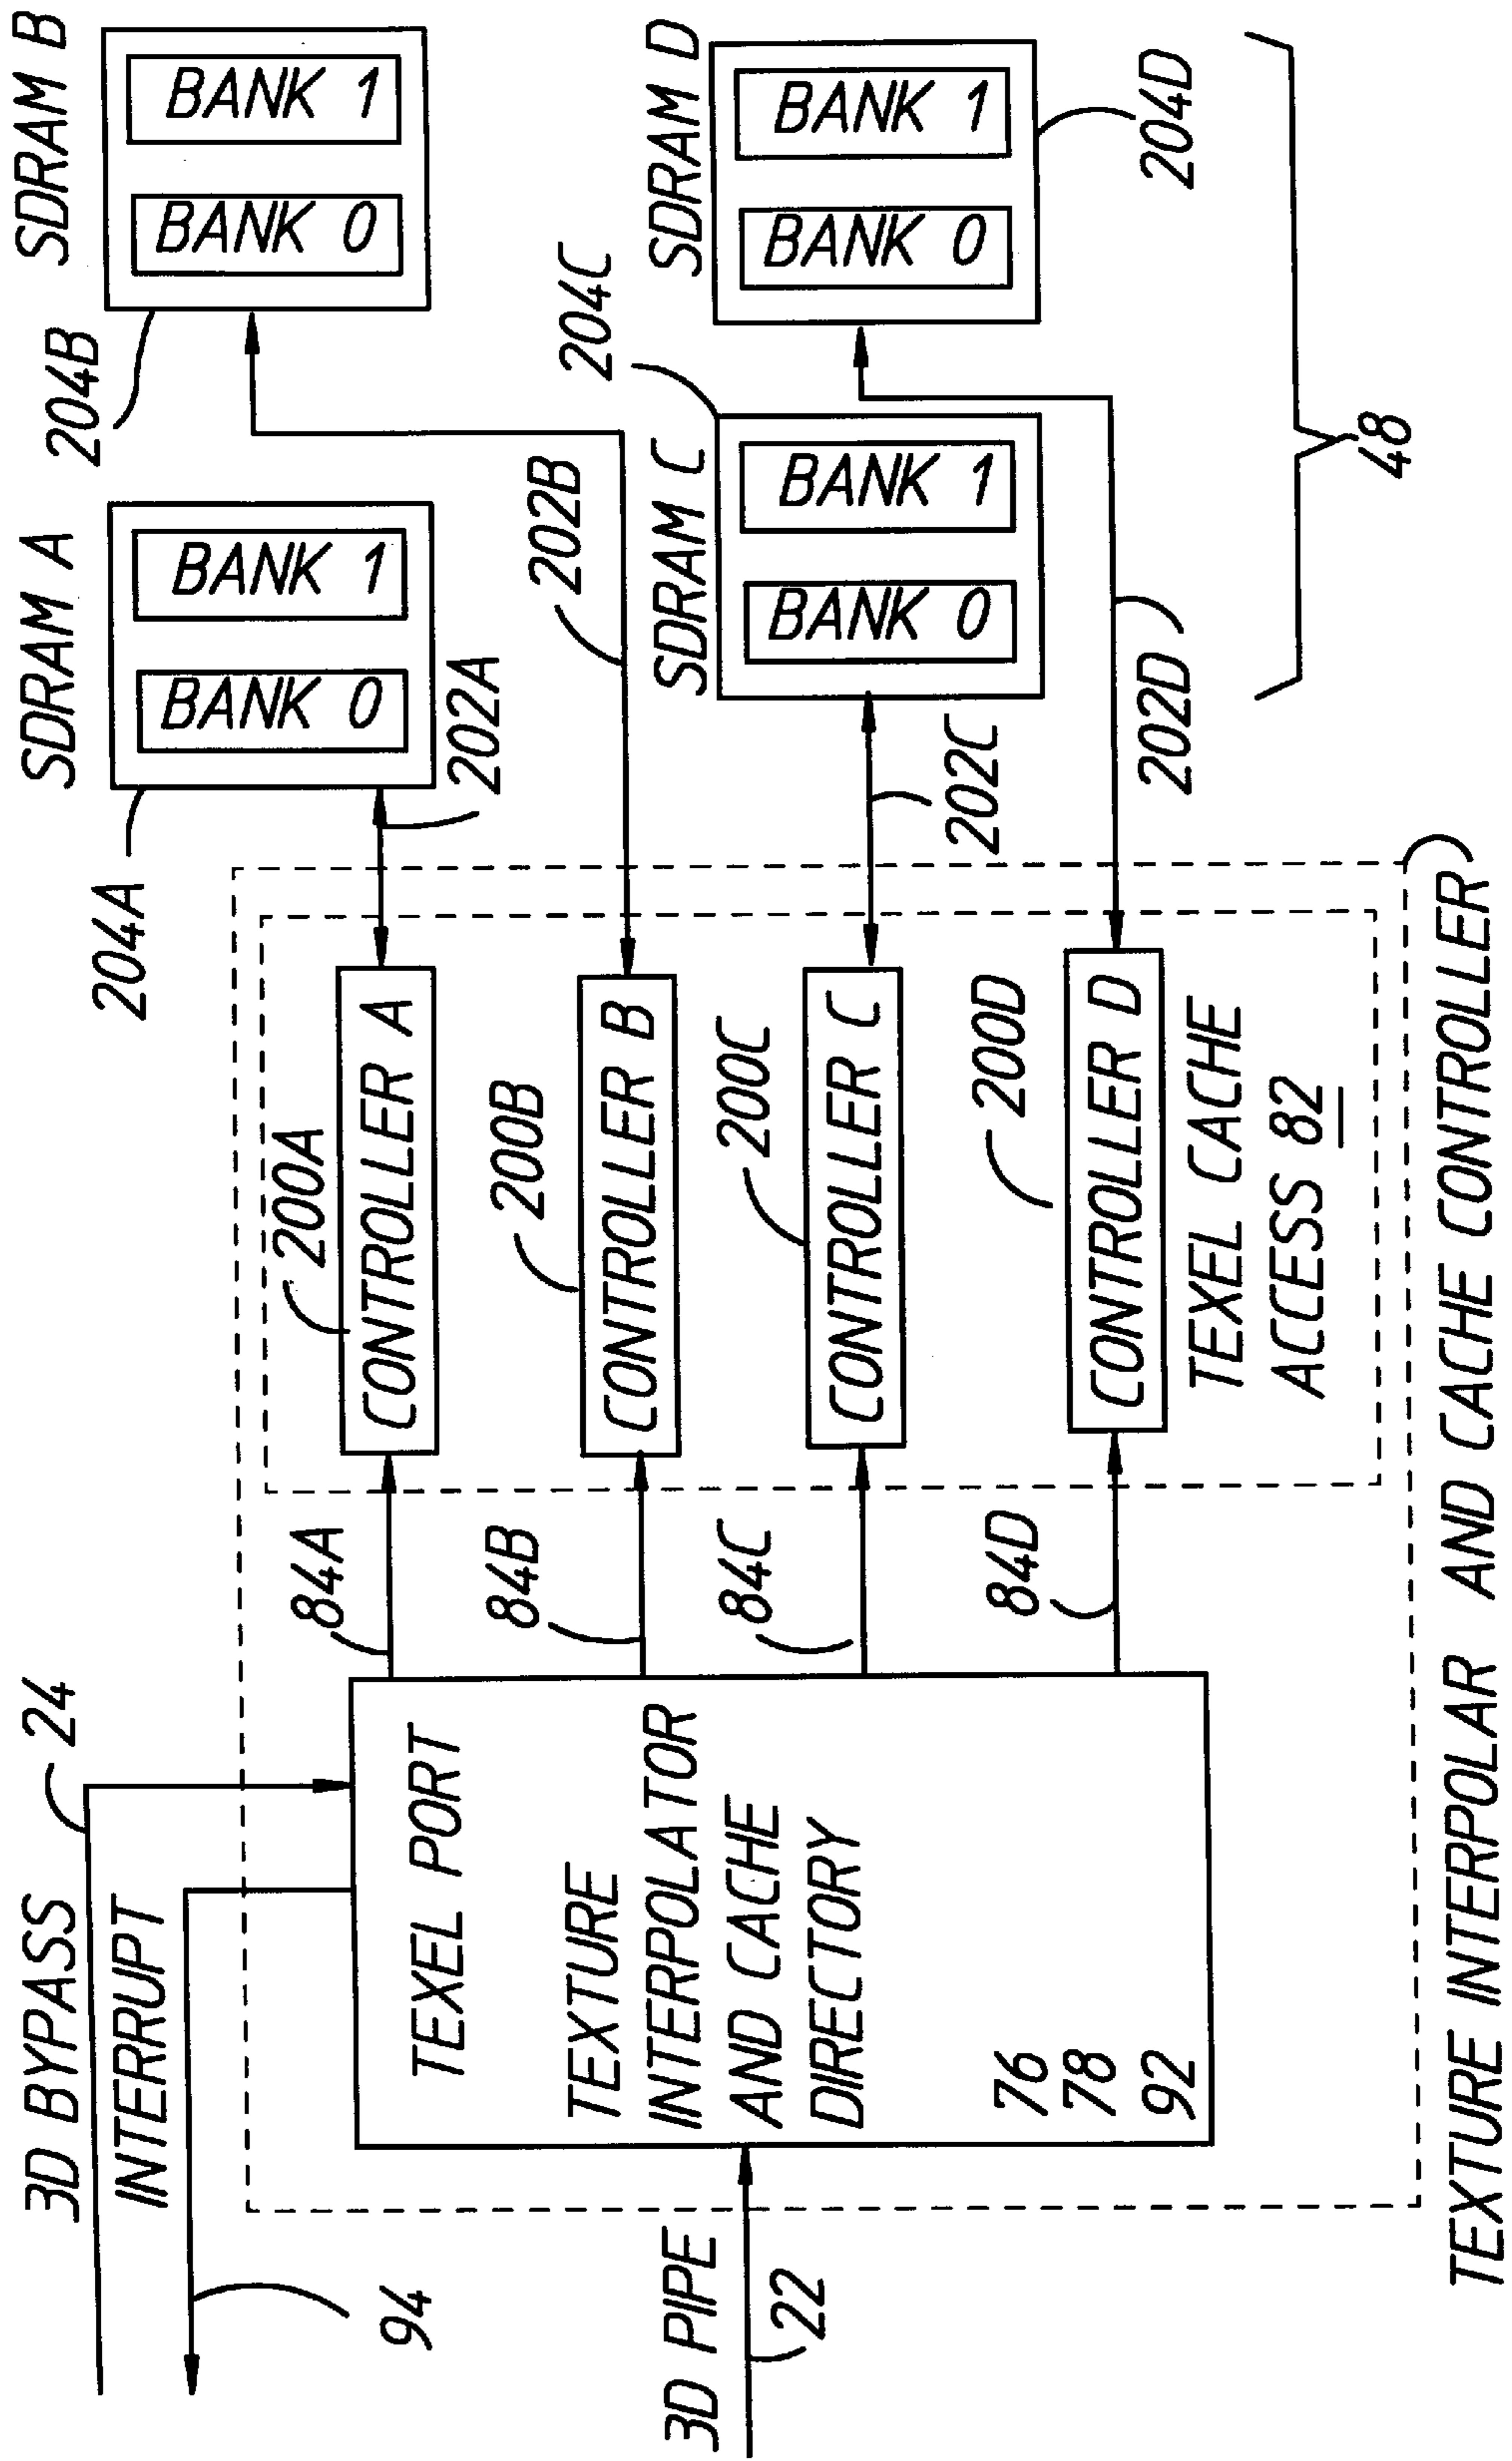 3D BYPASS
24
INTERRUPT
94
3D PIPE
22
TEXEL PORT
TEXTURE
INTERPOLATOR
AND CACHE
DIRECTORY
76
78
92
84A
84B
84C
84D
200A
CONTROLLER A
200B
CONTROLLER B
200C
CONTROLLER C
200D
CONTROLLER D
TEXEL CACHE
ACCESS 82
TEXTURE INTERPOLAR AND CACHE CONTROLLER
202A
202B
202C
202D
SDRAM A
204A
BANK 0
BANK 1
SDRAM B
204B
BANK 0
BANK 1
SDRAM C
204C
BANK 0
BANK 1
SDRAM D
204D
BANK 0
BANK 1
48